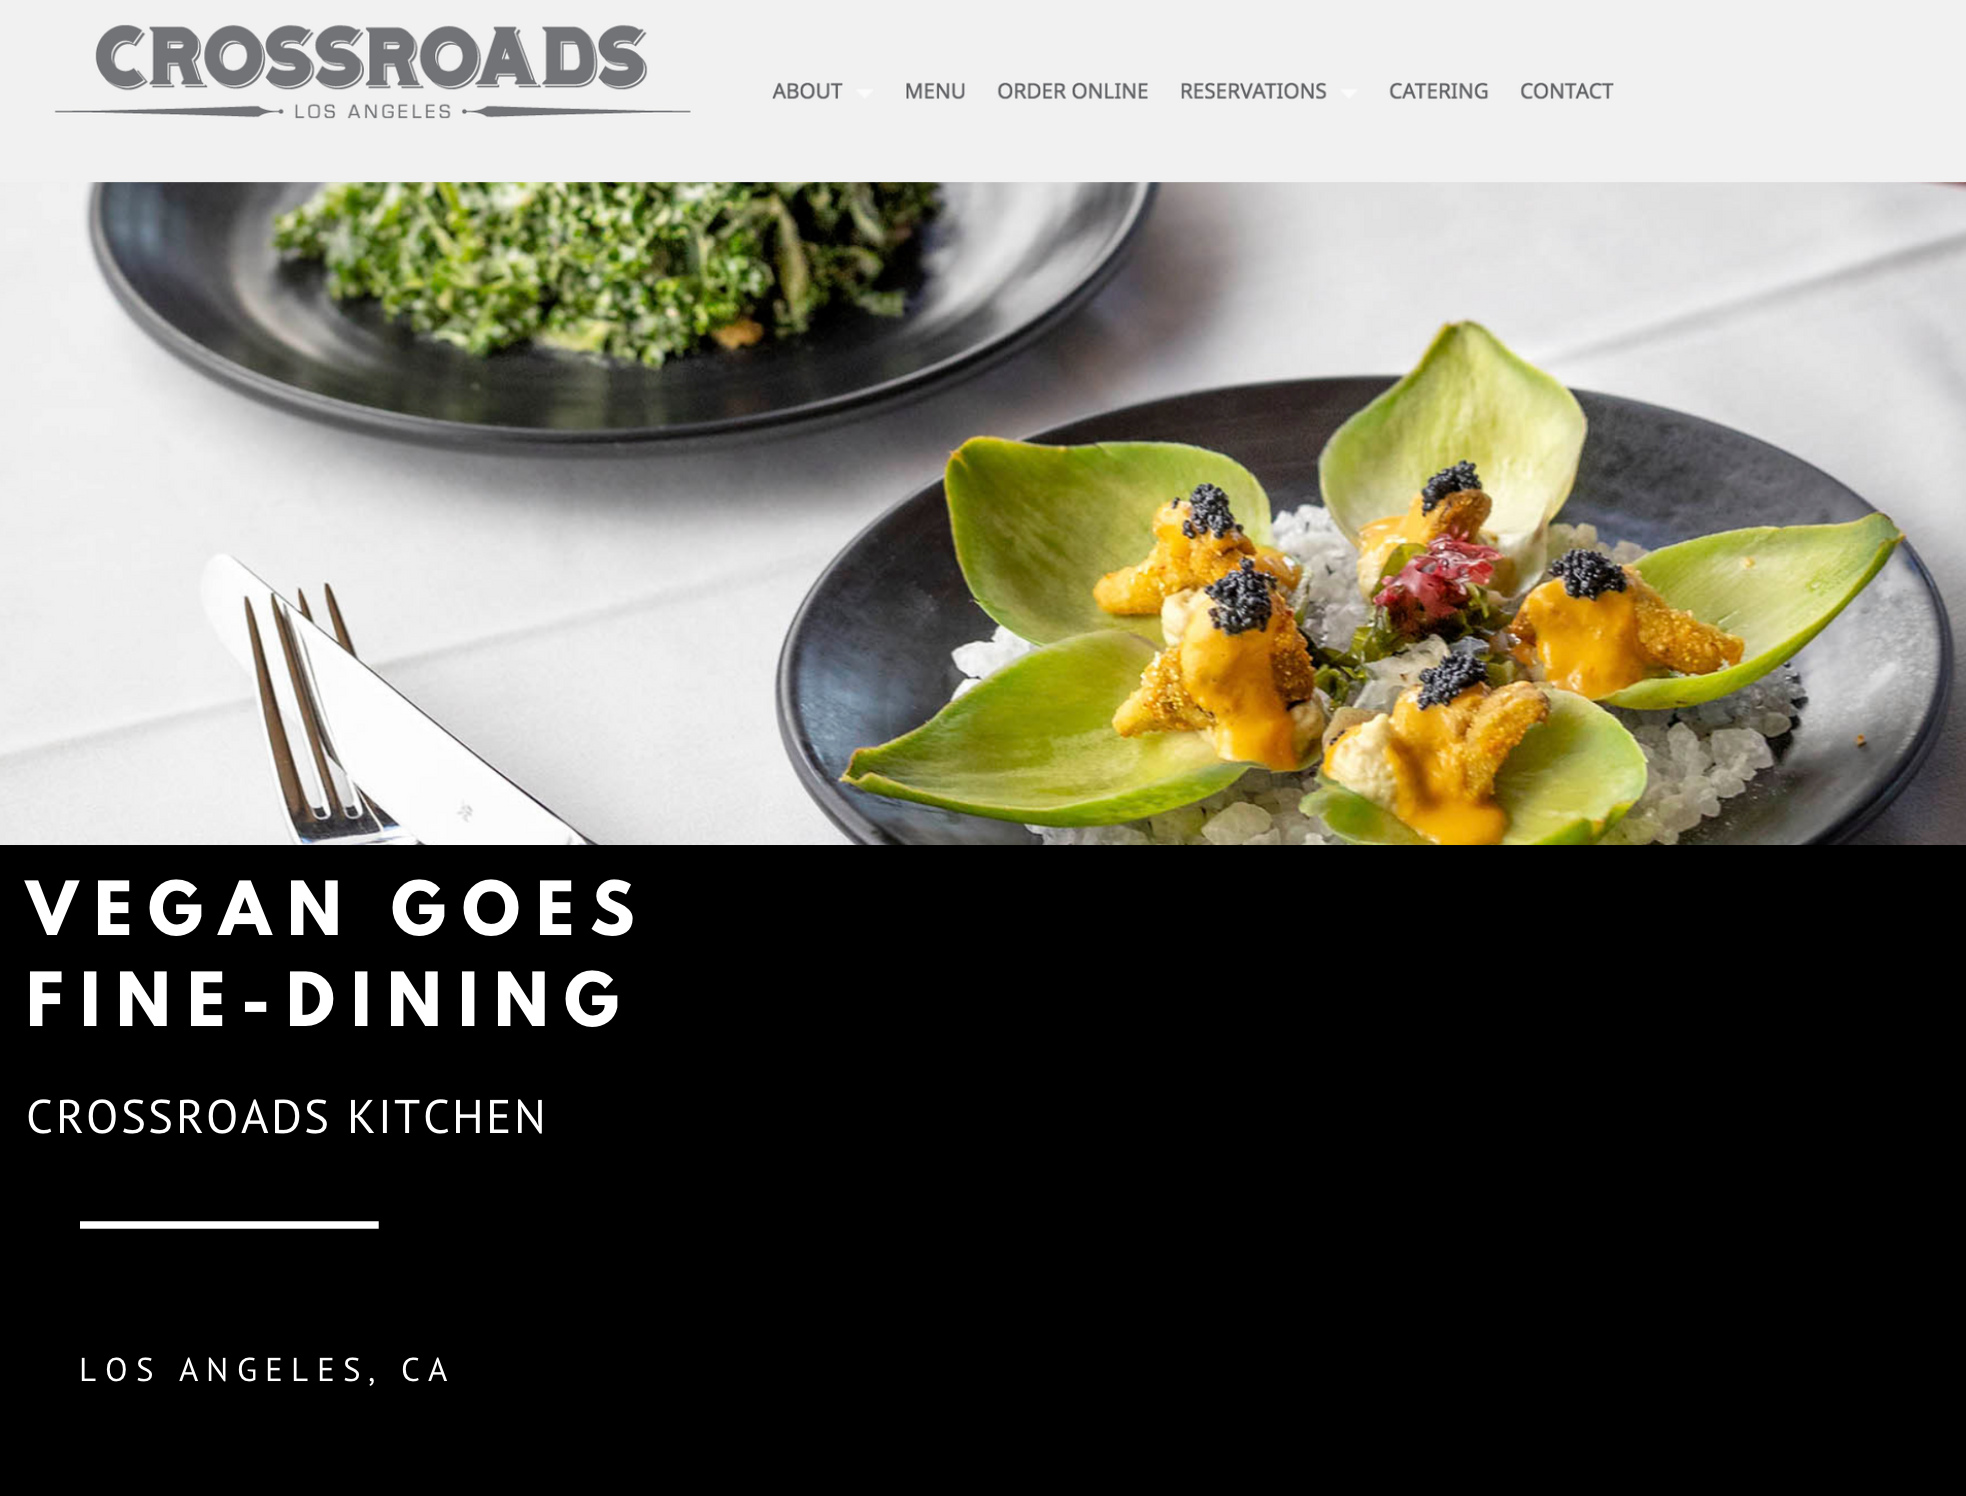 CROSSROADS
LOS ANGELES
ABOUT MENU ORDER ONLINE RESERVATIONS CATERING CONTACT
VEGAN GOES
FINE-DINING
CROSSROADS KITCHEN
LOS ANGELES, CA